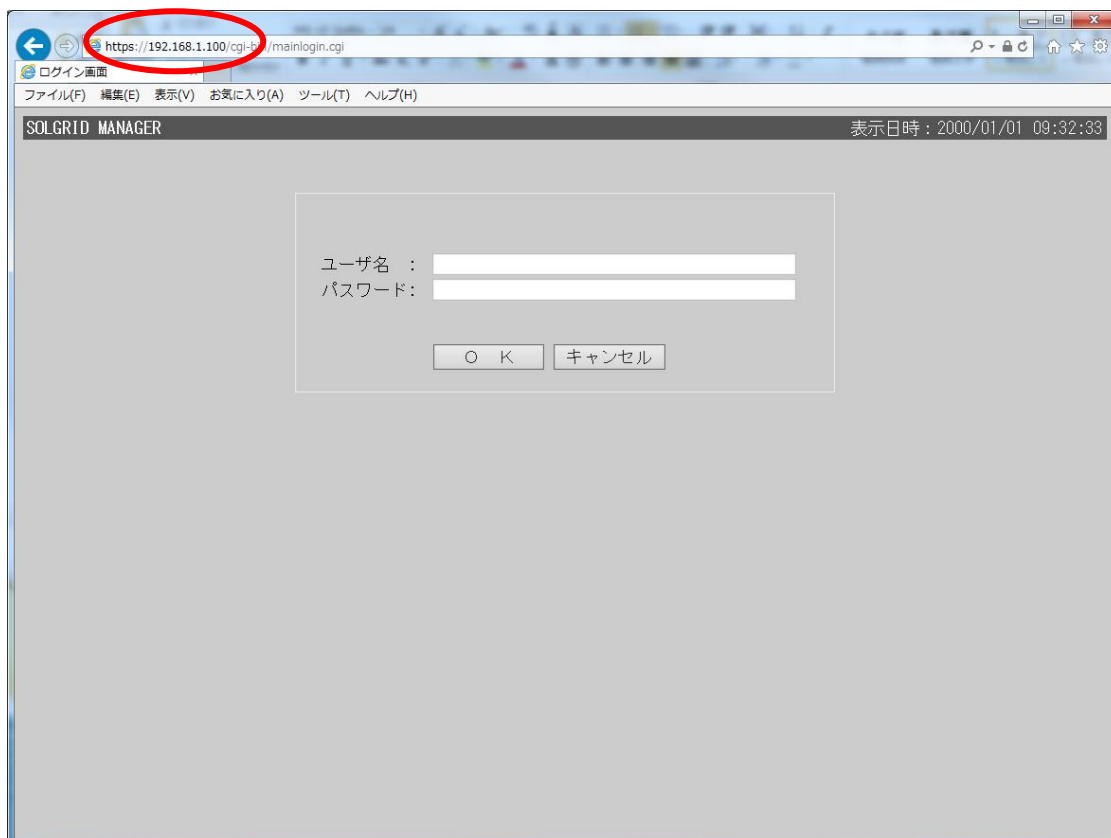 https://192.168.1.100/cgi-b/mainlogin.cgi
ログイン画面
ファイル(F) 編集(E) 表示(V) お気に入り(A) ツール(T) ヘルプ(H)
SOLGRID MANAGER 表示日時：2000/01/01 09:32:33
ユーザ名 ：
パスワード：
Ｏ Ｋ キャンセル